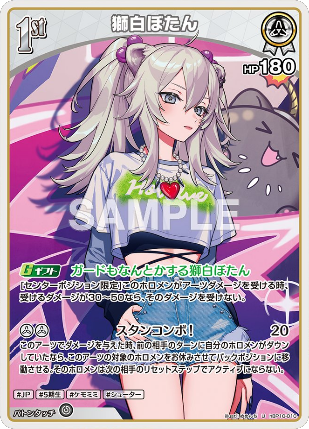 1st
獅白ぼたん
HP180
SAMPLE
ギフト ガードもなんとかする獅白ぼたん
[センターポジション限定]このホロメンがアーツダメージを受ける時、
受けるダメージが30~50なら、そのダメージを受けない。
スタンコンボ! 20
このアーツでダメージを与えた時、前の相手のターンに自分のホロメンがダウン
していたなら、このアーツの対象のホロメンをお休みさせてバックポジションに移
動させる。そのホロメンは次の相手のリセットステップでアクティブにならない。
#JP #5期生 #ケモミミ #シューター
バトンタッチ